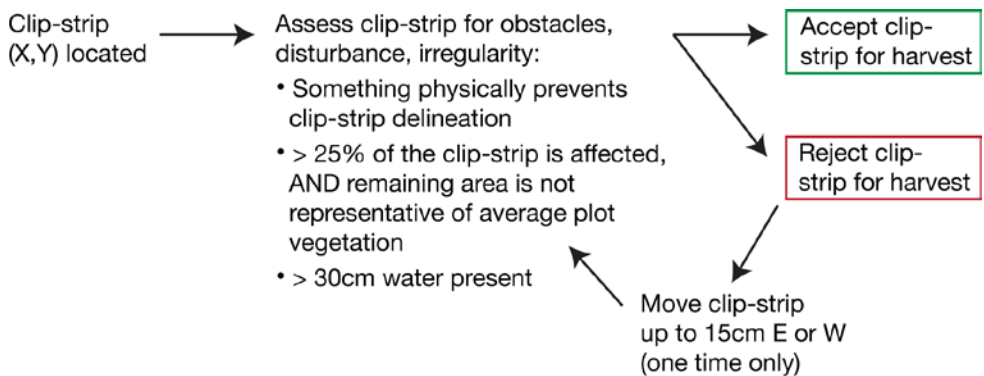 Clip-strip
(X,Y) located
Assess clip-strip for obstacles,
disturbance, irregularity:
• Something physically prevents
clip-strip delineation
• > 25% of the clip-strip is affected,
AND remaining area is not
representative of average plot
vegetation
• > 30cm water present
Accept clip-
strip for harvest
Reject clip-
strip for harvest
Move clip-strip
up to 15cm E or W
(one time only)